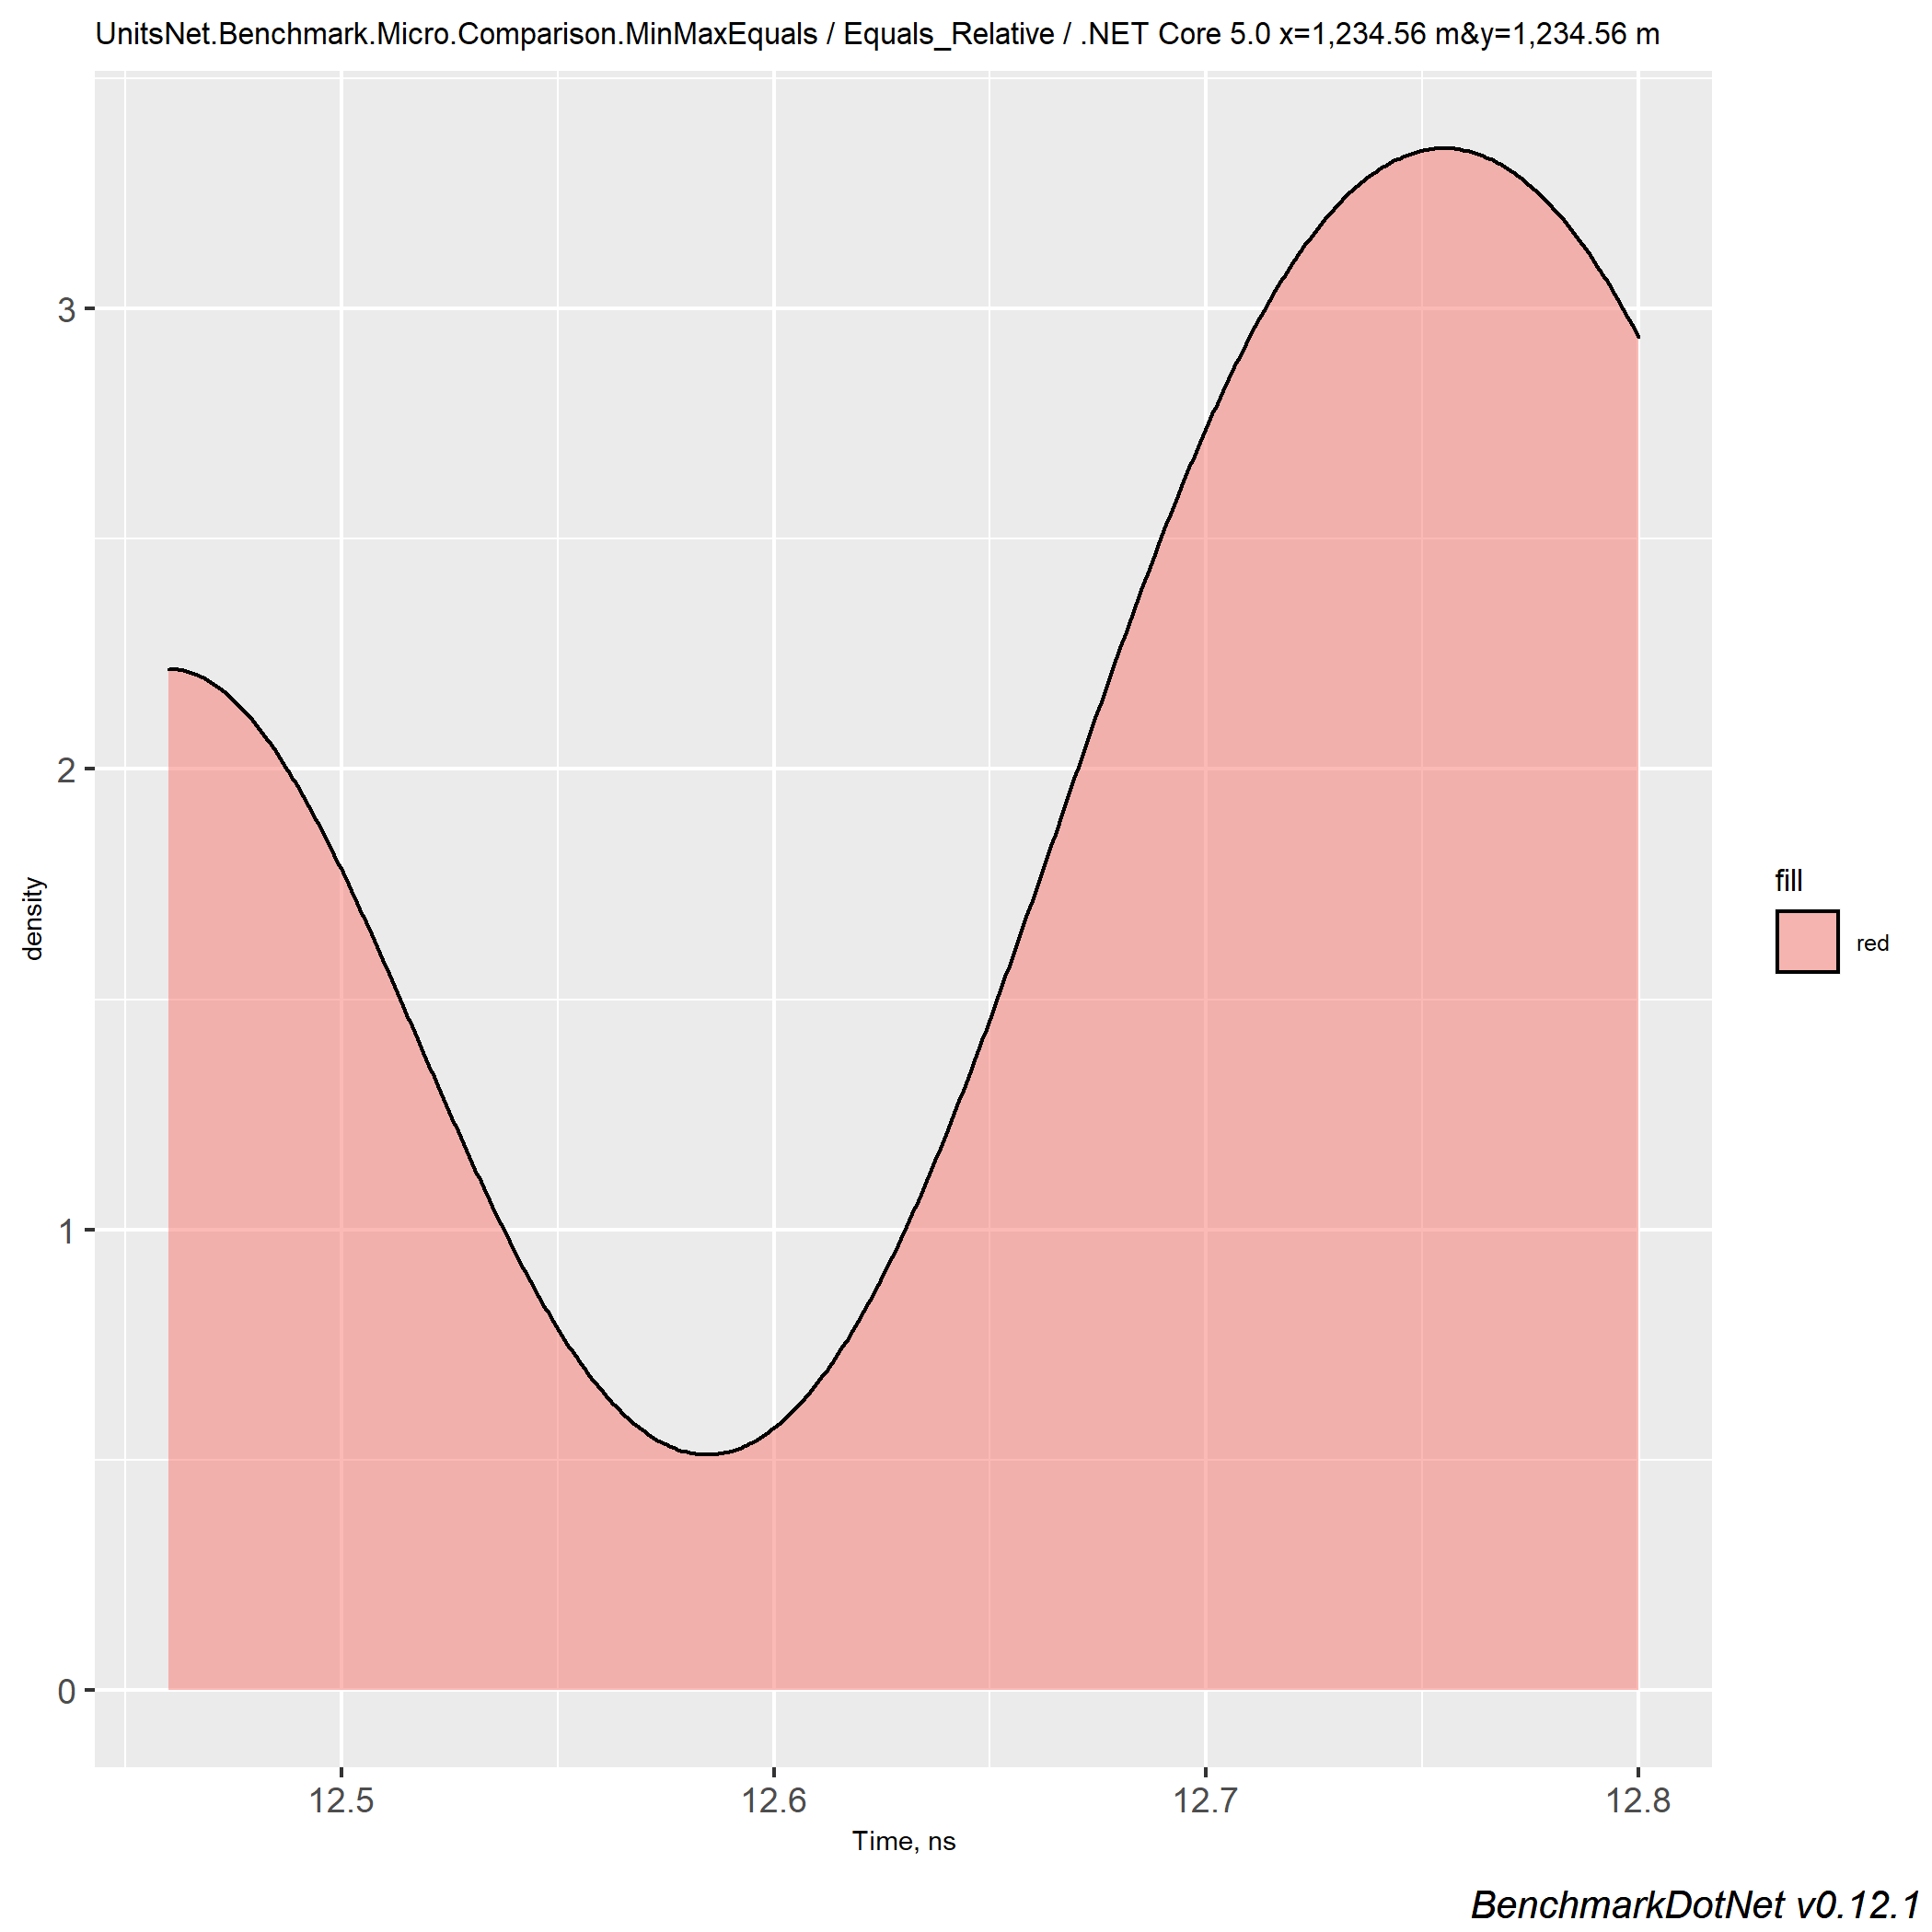 UnitsNet.Benchmark.Micro.Comparison.MinMaxEquals / Equals_Relative / .NET Core 5.0 x=1,234.56 m&y=1,234.56 m
3
2
1
0
density
12.5 12.6 12.7 12.8
Time, ns
fill
red
BenchmarkDotNet v0.12.1